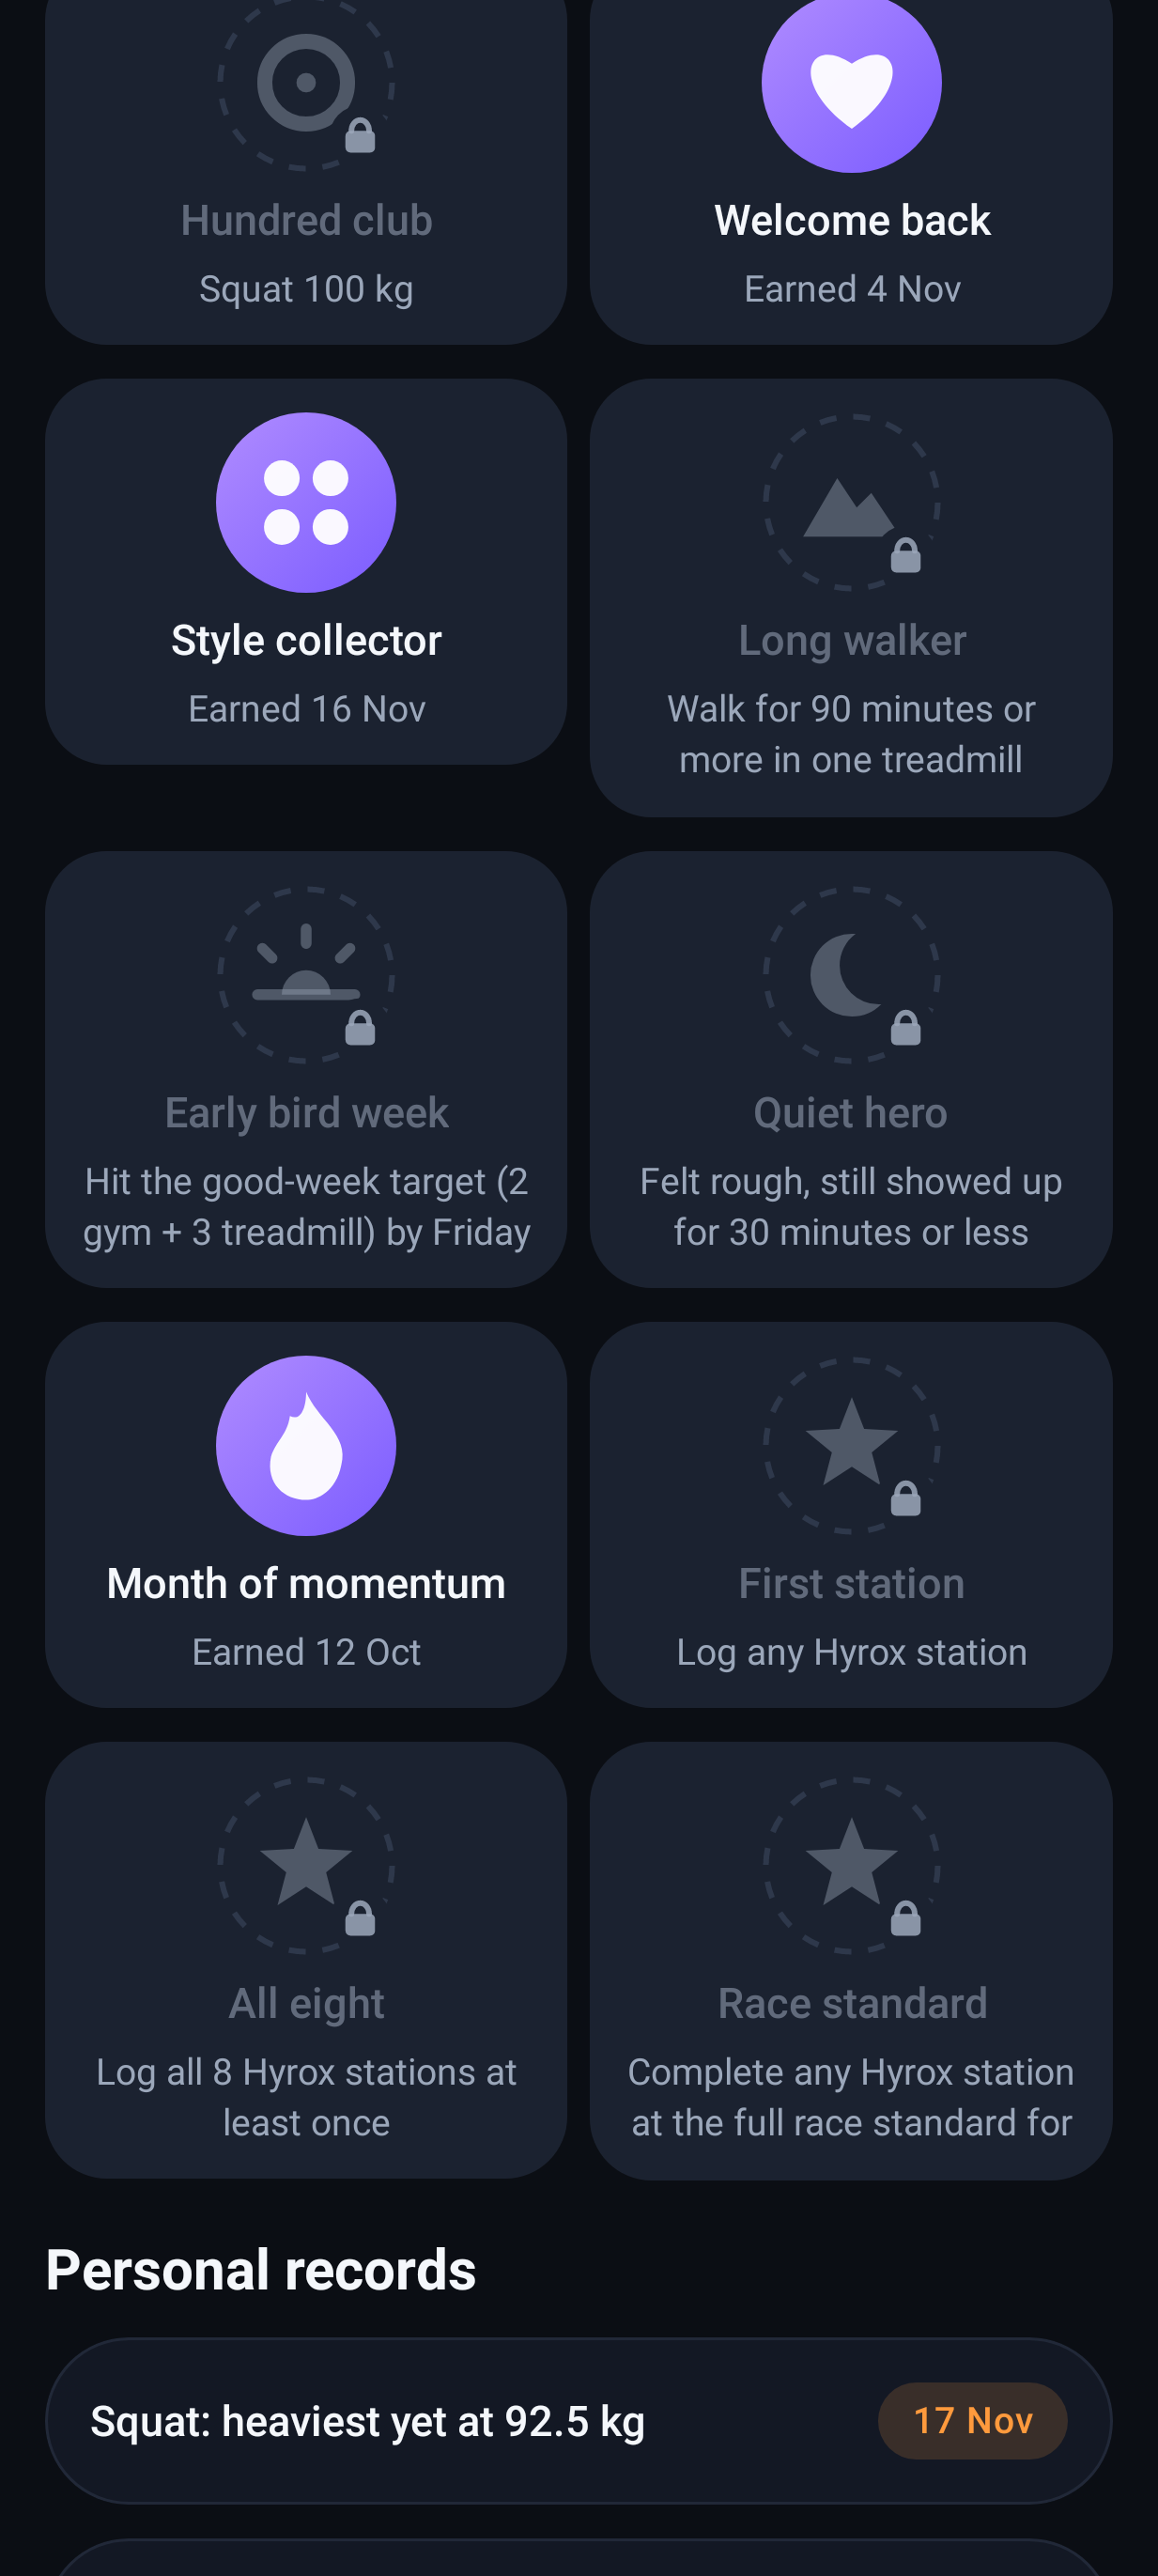 Hundred club
Squat 100 kg
Welcome back
Earned 4 Nov
Style collector
Earned 16 Nov
Long walker
Walk for 90 minutes or
more in one treadmill
Early bird week
Hit the good-week target (2
gym + 3 treadmill) by Friday
Quiet hero
Felt rough, still showed up
for 30 minutes or less
Month of momentum
Earned 12 Oct
First station
Log any Hyrox station
All eight
Log all 8 Hyrox stations at
least once
Race standard
Complete any Hyrox station
at the full race standard for
Personal records
Squat: heaviest yet at 92.5 kg
17 Nov